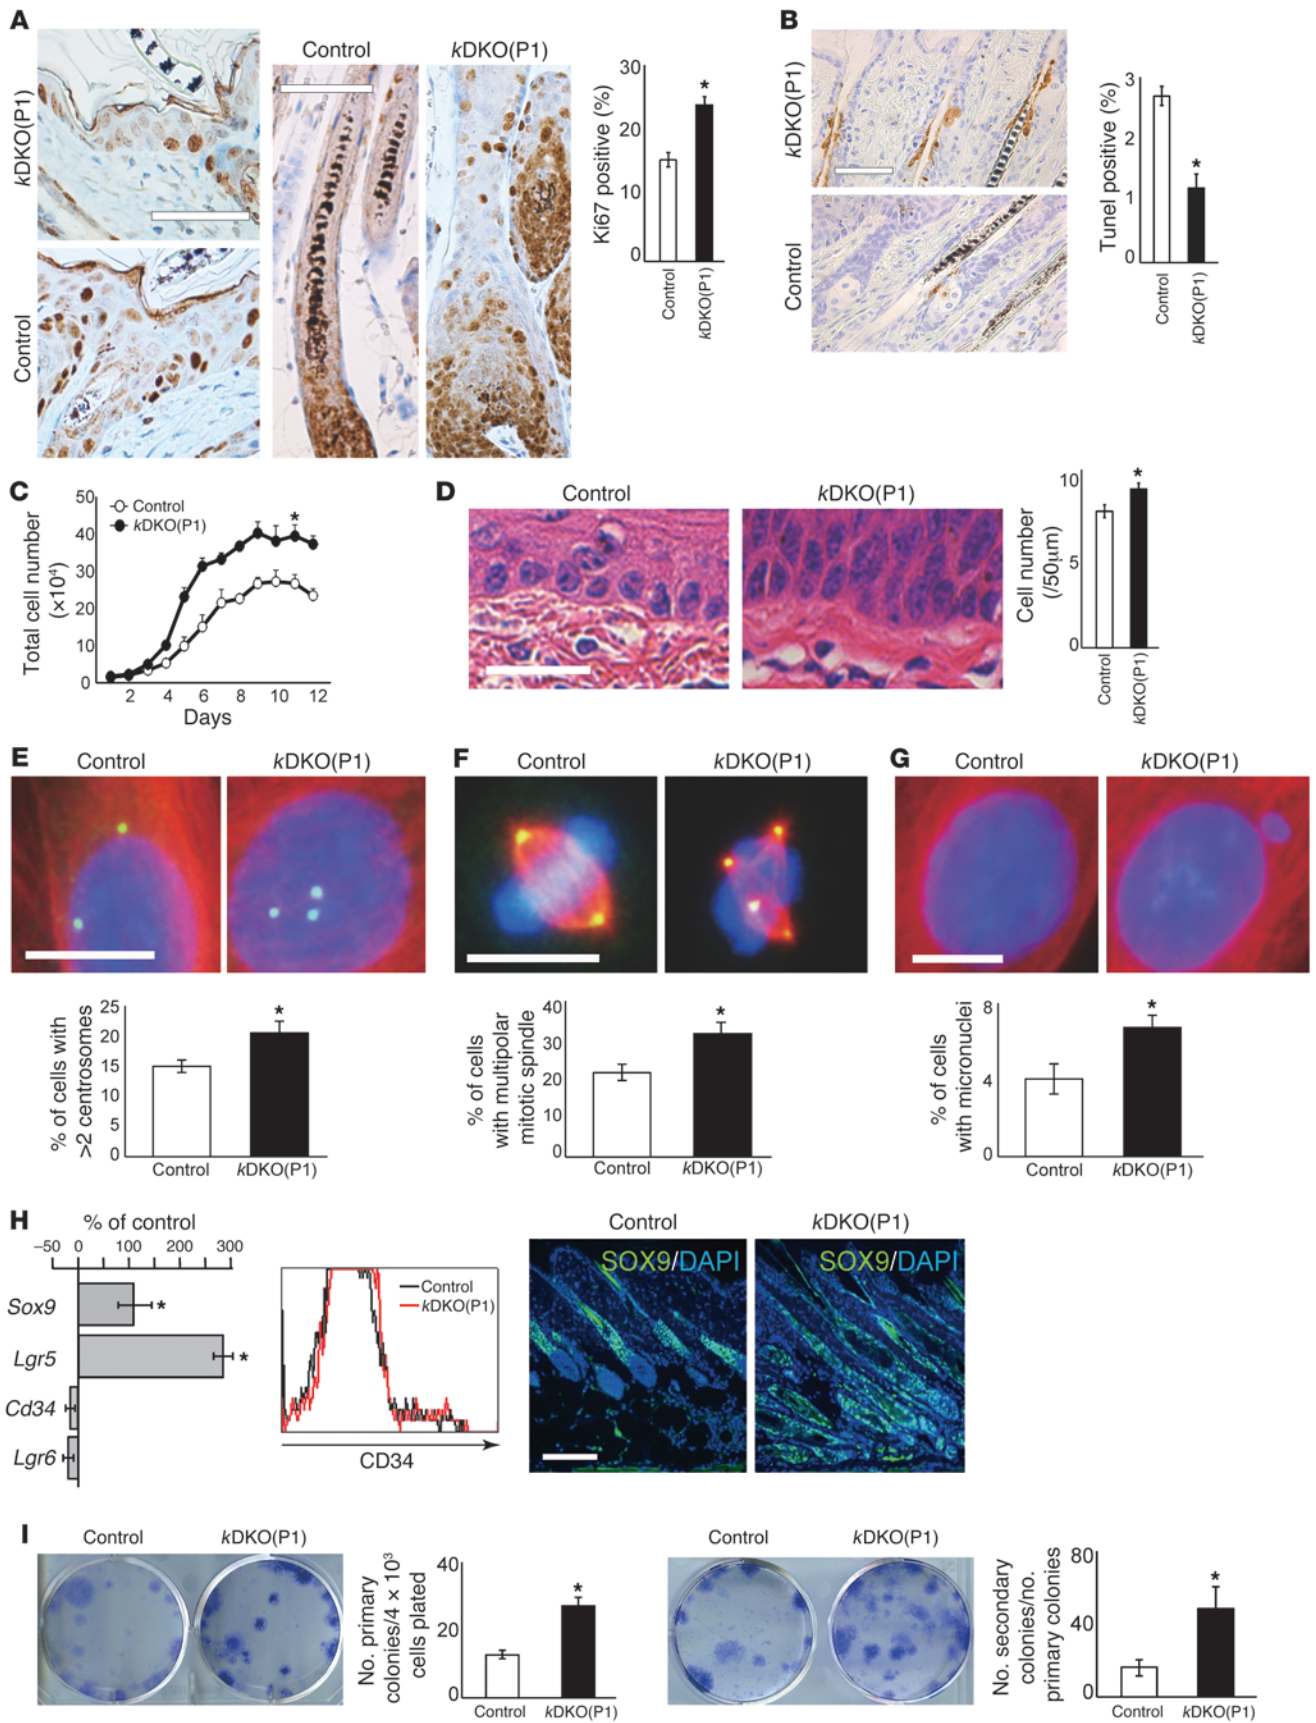 A
kDKO(P1)
Control
Control
kDKO(P1)
Ki67 positive (%)
30
20
10
0
*
Control
kDKO(P1)
B
kDKO(P1)
Control
Tunel positive (%)
3
2
1
0
*
Control
kDKO(P1)
C
Total cell number
(×10⁴)
50
40
30
20
10
0
Control
kDKO(P1)
*
2 4 6 8 10 12
Days
D
Control
kDKO(P1)
Cell number
(/50µm)
10
5
0
*
Control
kDKO(P1)
E
Control
kDKO(P1)
% of cells with
>2 centrosomes
25
20
15
10
5
0
*
Control
kDKO(P1)
F
Control
kDKO(P1)
% of cells
with multipolar
mitotic spindle
40
30
20
10
0
*
Control
kDKO(P1)
G
Control
kDKO(P1)
% of cells
with micronuclei
8
4
0
*
Control
kDKO(P1)
H
% of control
–50 0 100 200 300
Sox9
*
Lgr5
*
Cd34
Lgr6
Control
kDKO(P1)
CD34
Control
kDKO(P1)
SOX9/DAPI
SOX9/DAPI
I
Control
kDKO(P1)
No. primary
colonies/4 × 10³
cells plated
40
20
0
*
Control
kDKO(P1)
Control
kDKO(P1)
No. secondary
colonies/no.
primary colonies
80
40
0
*
Control
kDKO(P1)